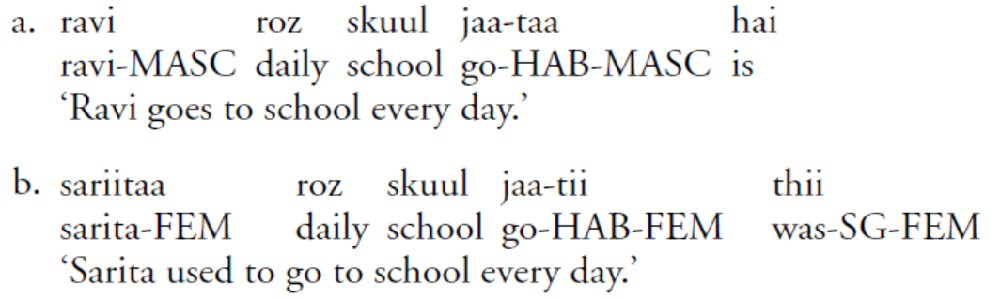 a. ravi roz skuul jaa-taa hai
ravi-MASC daily school go-HAB-MASC is
‘Ravi goes to school every day.’
b. sariitaa roz skuul jaa-tii thii
sarita-FEM daily school go-HAB-FEM was-SG-FEM
‘Sarita used to go to school every day.’